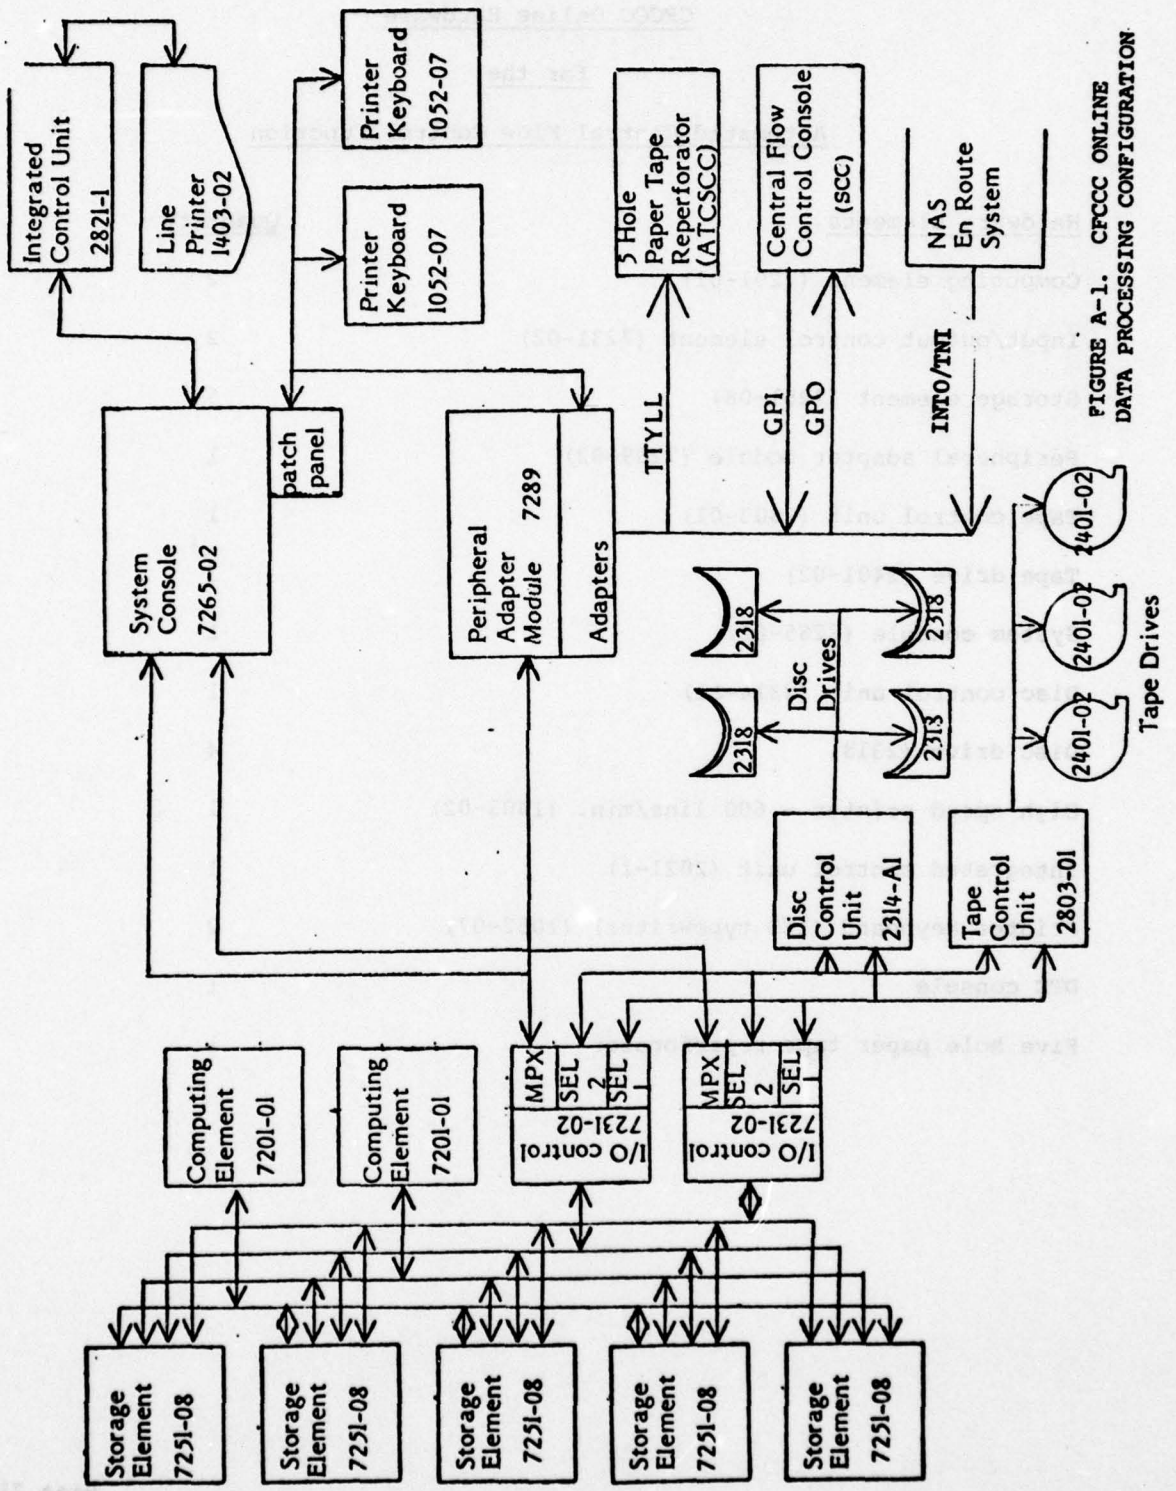 Integrated
Control Unit
2821-1
Line
Printer
1403-02
Printer
Keyboard
1052-07
Printer
Keyboard
1052-07
5 Hole
Paper Tape
Reperforator
(ATCSCC)
Central Flow
Control Console
(SCC)
NAS
En Route
System
System
Console
7265-02
patch
panel
Peripheral
Adapter
Module 7289
Adapters
TTYLL
GPI
GPO
INTO/TNI
2318
2318
Disc
Drives
2318
2313
2401-02
2401-02
2401-02
Tape Drives
Disc
Control
Unit
2314-A1
Tape
Control
Unit
2803-01
Computing
Element
7201-01
Computing
Element
7201-01
MPX
SEL
2
SEL
1
I/O control
7231-02
MPX
SEL
2
SEL
1
I/O control
7231-02
Storage
Element
7251-08
Storage
Element
7251-08
Storage
Element
7251-08
Storage
Element
7251-08
Storage
Element
7251-08
FIGURE A-1. CFCCC ONLINE
DATA PROCESSING CONFIGURATION